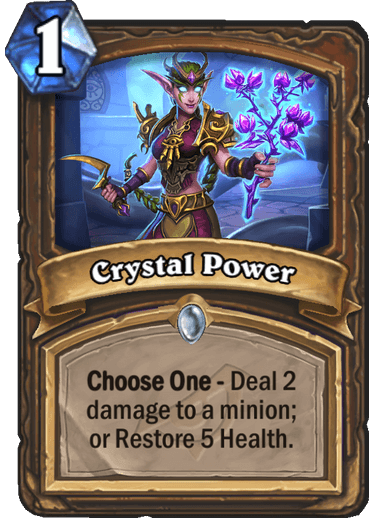 1
Crystal Power
Choose One - Deal 2
damage to a minion;
or Restore 5 Health.